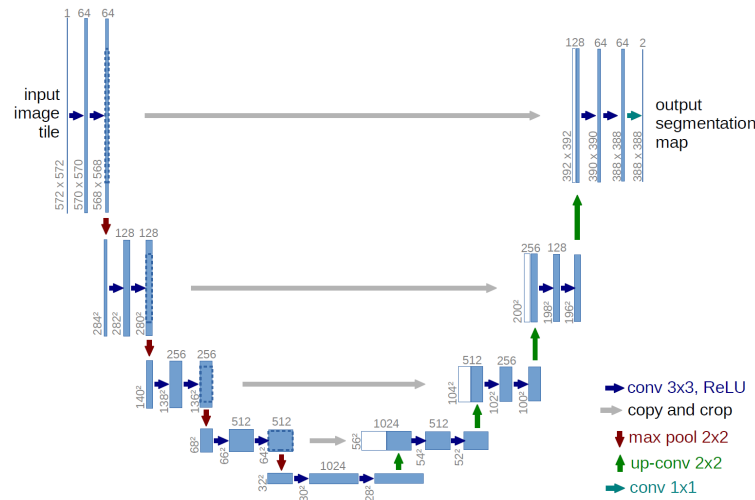 1 64 64
input
image
tile
572 x 572
570 x 570
568 x 568
128 64 64 2
output
segmentation
map
392 x 392
390 x 390
388 x 388
388 x 388
128 128
284²
282²
280²
256 128
200²
198²
196²
256 256
140²
138²
136²
512 256
104²
102²
100²
512 512
68²
66²
64²
1024 512
56²
54²
52²
1024
32²
30²
28²
conv 3x3, ReLU
copy and crop
max pool 2x2
up-conv 2x2
conv 1x1